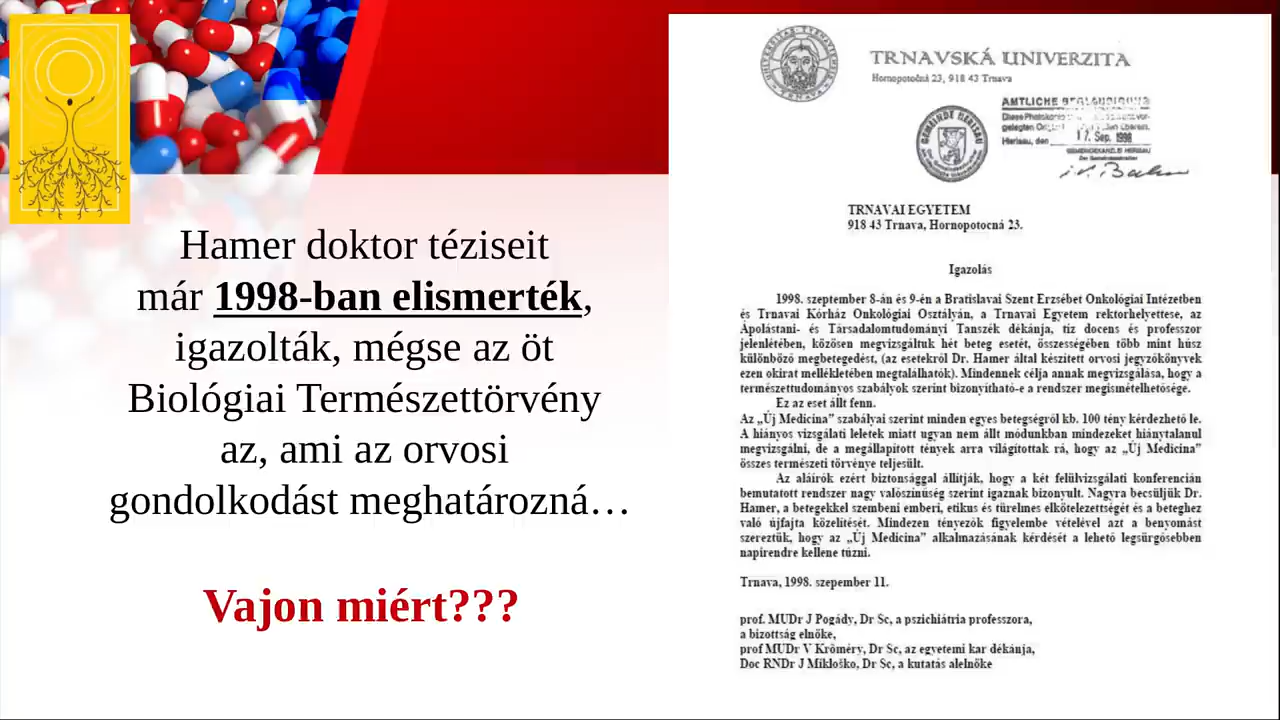 Hamer doktor téziseit
már 1998-ban elismerték,
igazolták, mégse az öt
Biológiai Természettörvény
az, ami az orvosi
gondolkodást meghatározná…
Vajon miért???
TRNAVSKÁ UNIVERZITA
Hornopotočná 23, 918 43 Trnava
AMTLICHE
17. Sep. 1998
TRNAVAI EGYETEM
918 43 Trnava, Hornopotocná 23.
Igazolás
1998. szeptember 8-án és 9-én a Bratislavai Szent Erzsébet Onkológiai Intézetben
és Trnavai Kórház Onkológiai Osztályán, a Trnavai Egyetem rektorhelyettese, az
Ápolástani- és Társadalomtudományi Tanszék dékánja, tíz docens és professzor
jelenlétében, közösen megvizsgáltuk hét beteg esetét, összességében több mint húsz
különböző megbetegedést, (az esetekről Dr. Hamer által készített orvosi jegyzőkönyvek
ezen okirat mellékletében megtalálhatók). Mindennek célja annak megvizsgálása, hogy a
természettudományos szabályok szerint bizonyítható-e a rendszer megismételhetősége.
Ez az eset állt fenn.
Az „Új Medicina” szabályai szerint minden egyes betegségről kb. 100 tény kérdezhető le.
A hiányos vizsgálati leletek miatt ugyan nem állt módunkban mindezeket hiánytalanul
megvizsgálni, de a megállapított tények arra világítottak rá, hogy az „Új Medicina”
összes természeti törvénye teljesült.
Az aláírók ezért biztonsággal állítják, hogy a két felülvizsgálati konferencián
bemutatott rendszer nagy valószínűség szerint igaznak bizonyult. Nagyra becsüljük Dr.
Hamer, a betegekkel szembeni emberi, etikus és türelmes elkötelezettségét és a beteghez
való újfajta közelítését. Mindezen tényezők figyelembe vételével azt a benyomást
szereztük, hogy az „Új Medicina” alkalmazásának kérdését a lehető legsürgősebben
napirendre kellene tűzni.
Trnava, 1998. szepember 11.
prof. MUDr J Pogády, Dr Sc, a pszichiátria professzora,
a bizottság elnöke,
prof MUDr V Krõméry, Dr Sc, az egyetemi kar dékánja,
Doc RNDr J Mikloško, Dr Sc, a kutatás alelnöke